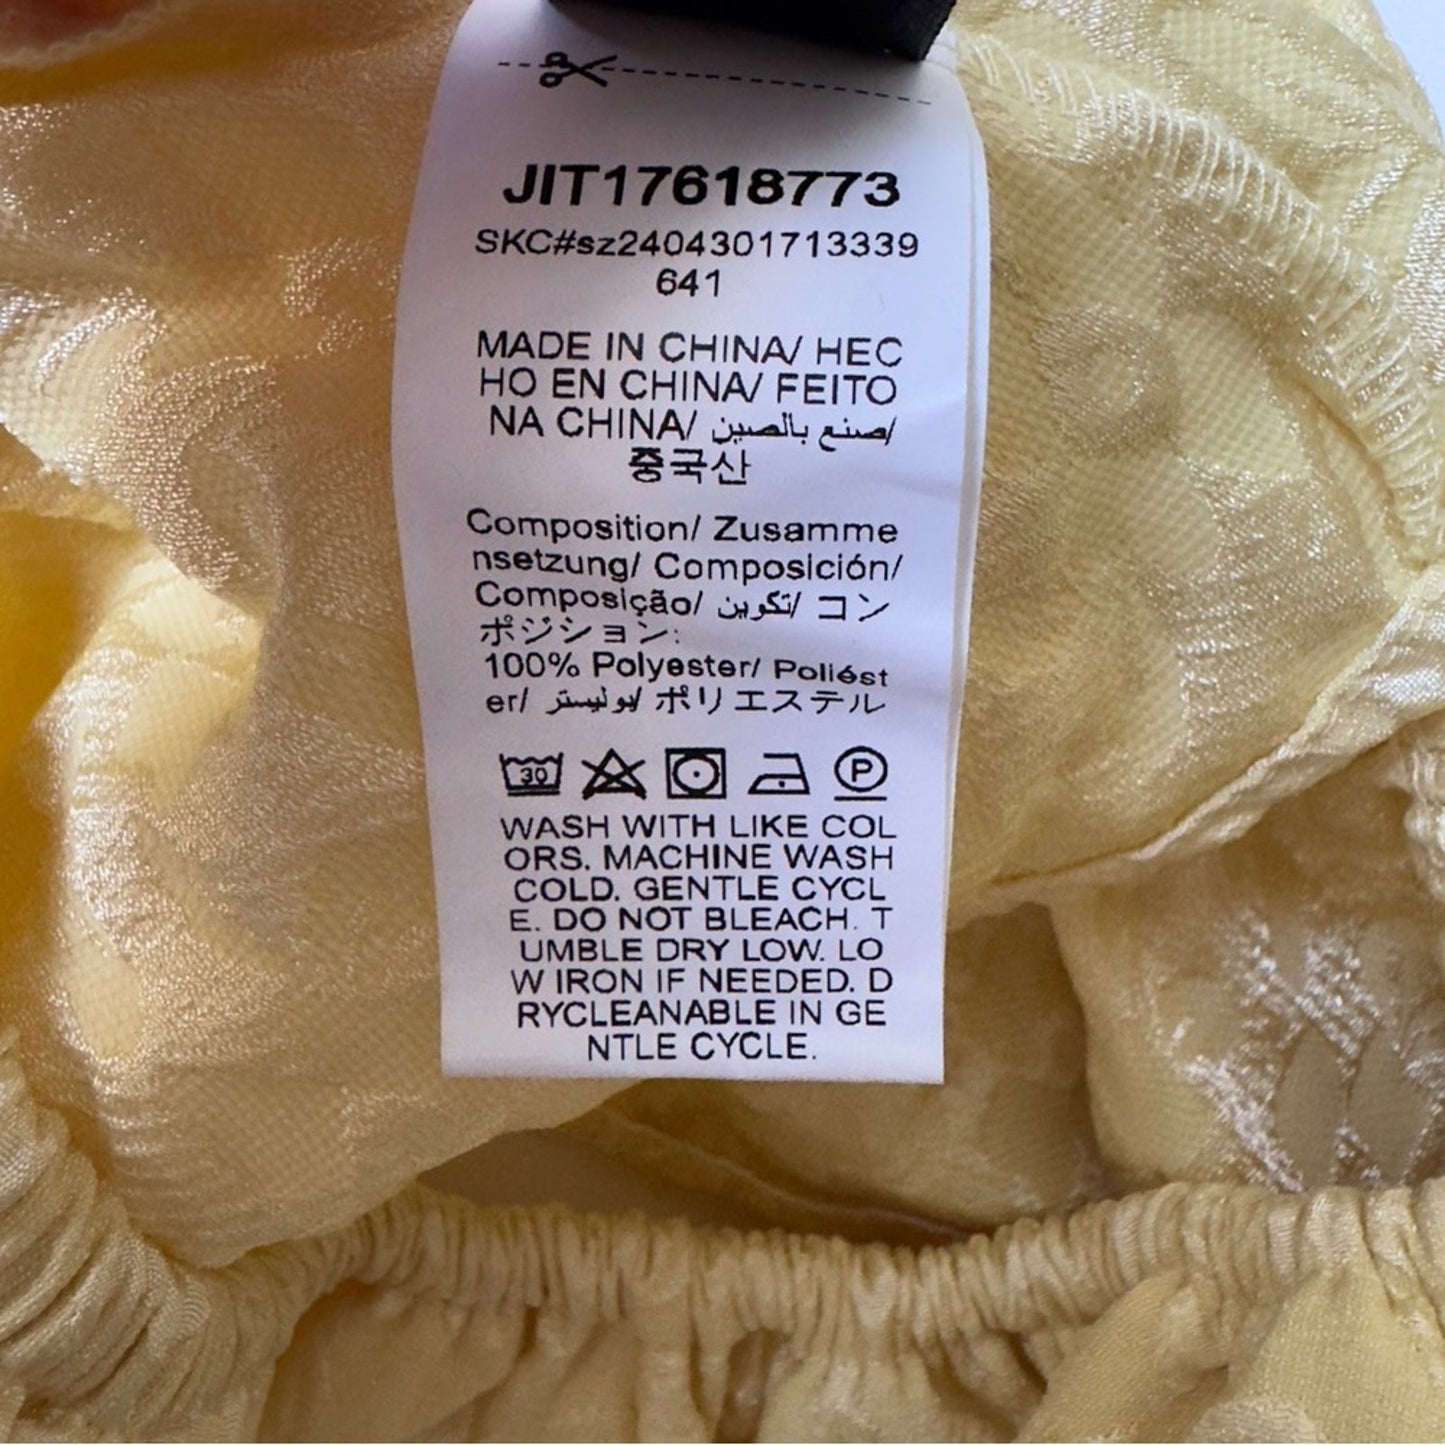 JIT17618773
SKC#sz2404301713339
641
MADE IN CHINA/ HEC
HO EN CHINA/ FEITO
NA CHINA/ صنع بالصين/
중국산
Composition/ Zusamme
nsetzung/ Composición/
Composição/ تكوين/ コン
ポジション:
100% Polyester/ Poliést
er/ بوليستر/ ポリエステル
30 P
WASH WITH LIKE COL
ORS. MACHINE WASH
COLD. GENTLE CYCL
E. DO NOT BLEACH. T
UMBLE DRY LOW. LO
W IRON IF NEEDED. D
RYCLEANABLE IN GE
NTLE CYCLE.